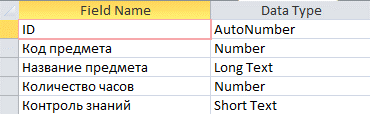 Field Name Data Type
ID AutoNumber
Код предмета Number
Название предмета Long Text
Количество часов Number
Контроль знаний Short Text